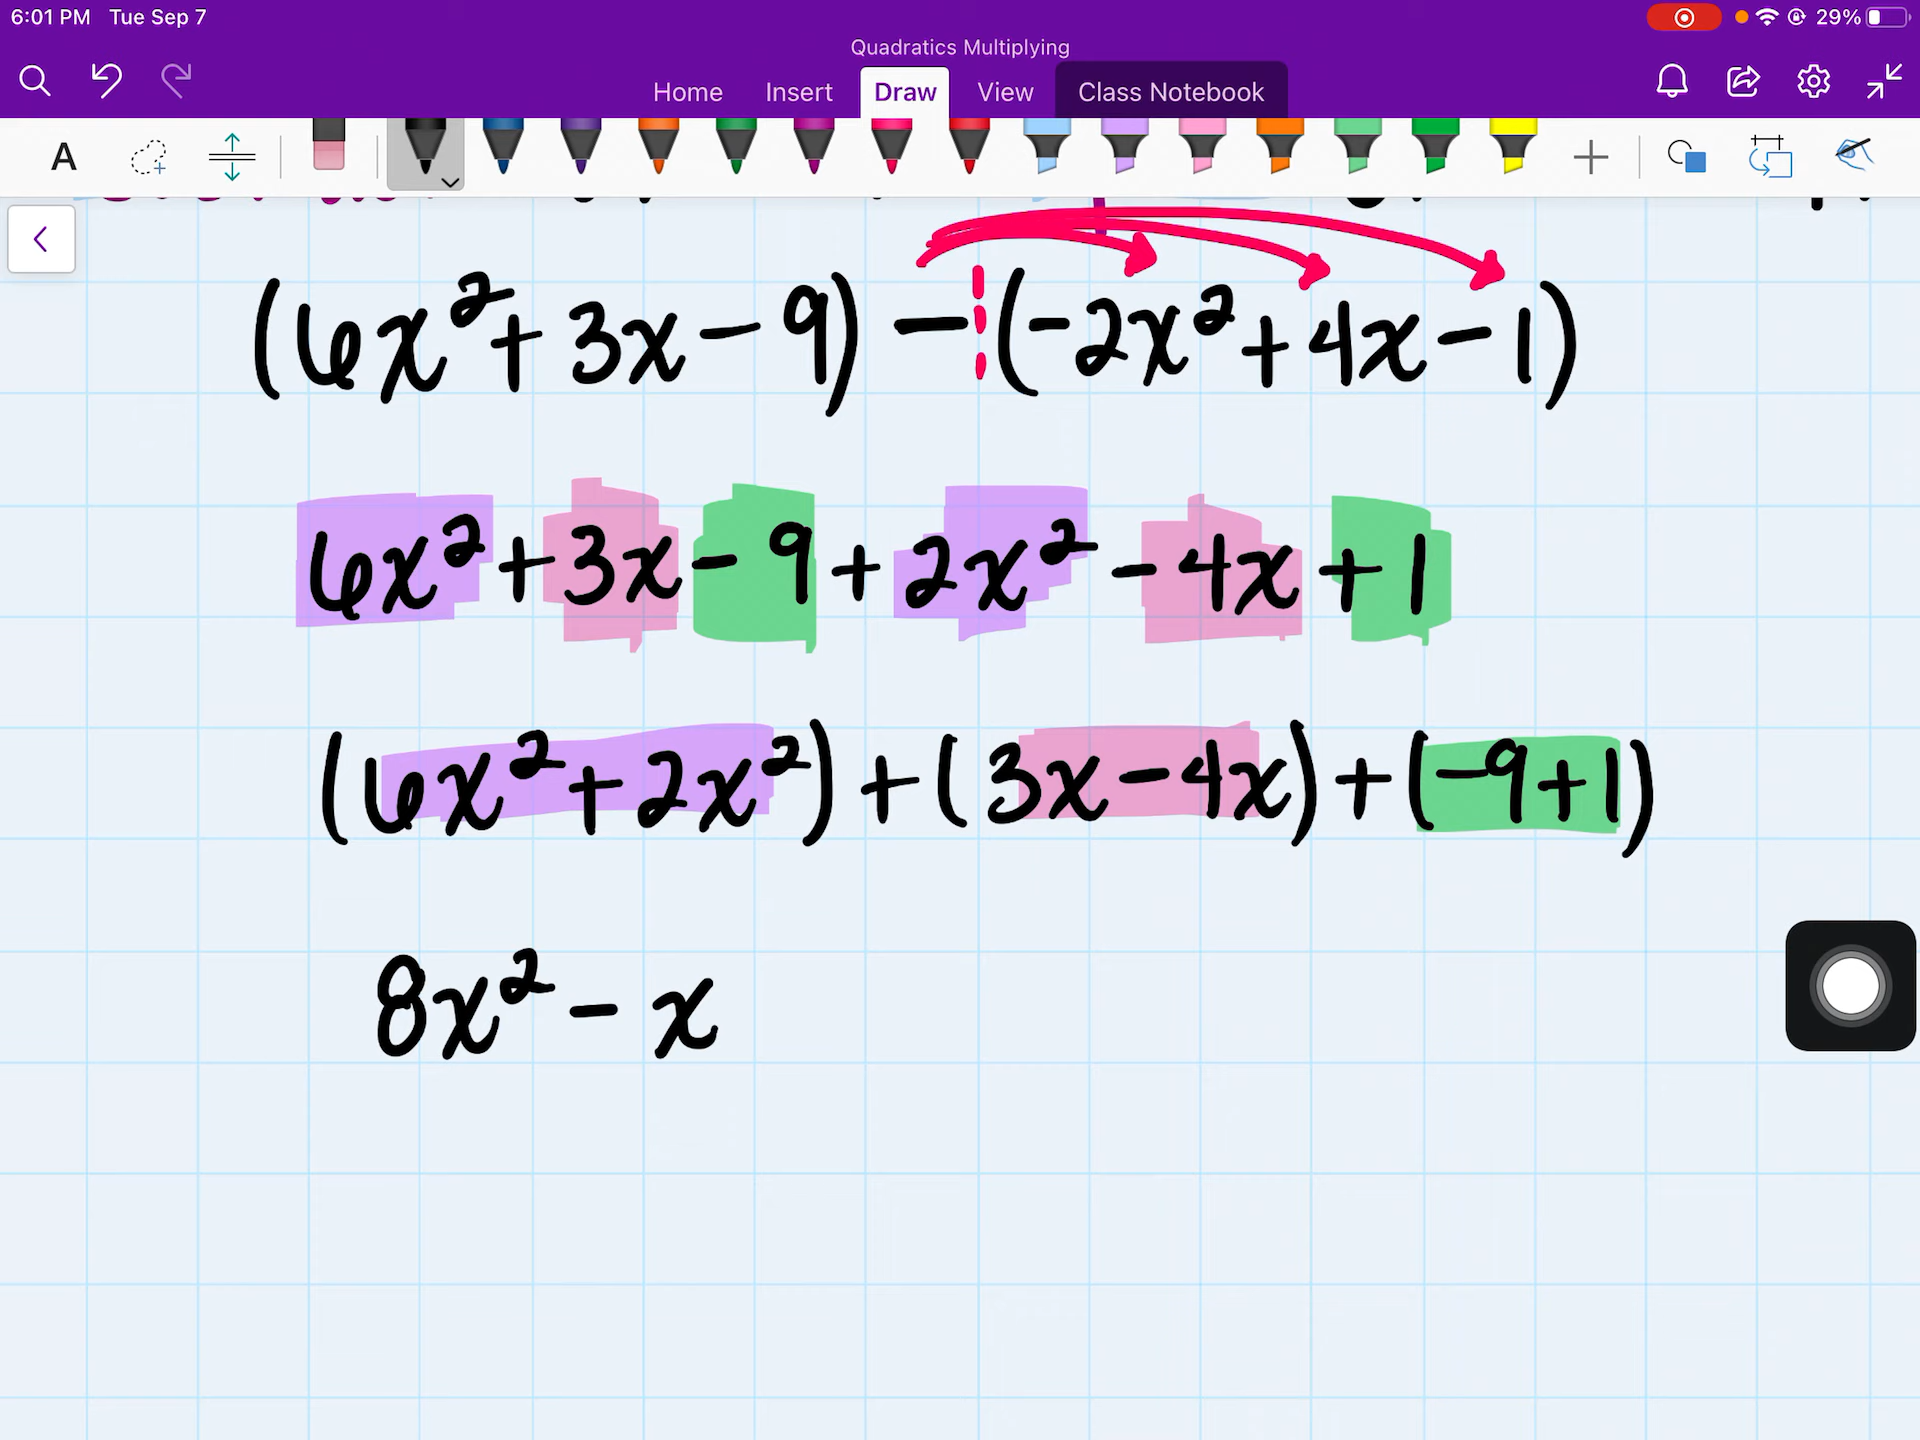 6:01 PM Tue Sep 7 29%
Quadratics Multiplying
Home Insert Draw View Class Notebook
A
(6x²+3x-9) - (-2x²+4x-1)
6x²+3x-9+2x²-4x+1
(6x²+2x²)+(3x-4x)+(-9+1)
8x²-x